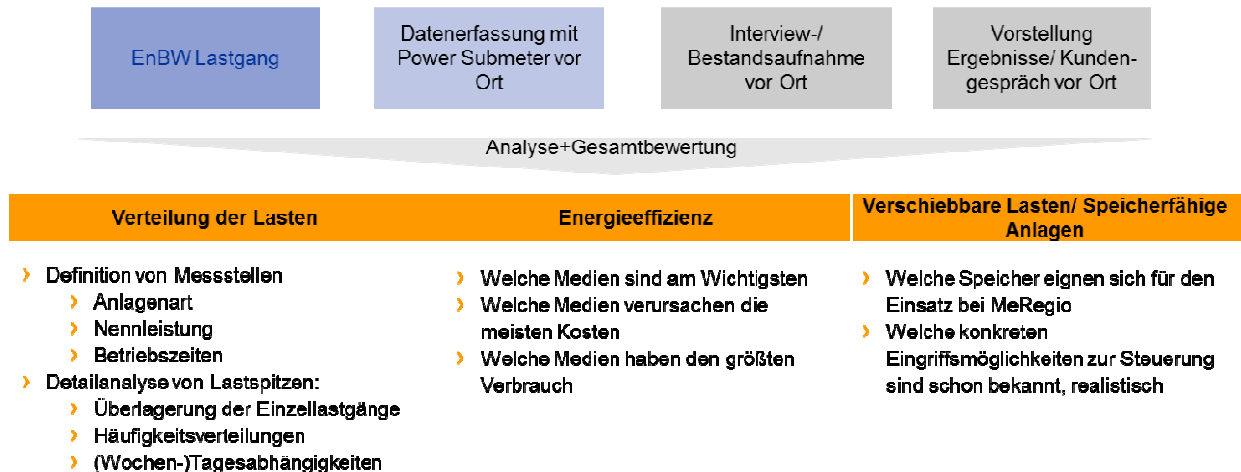 EnBW Lastgang
Datenerfassung mit
Power Submeter vor
Ort
Interview-/
Bestandsaufnahme
vor Ort
Vorstellung
Ergebnisse/ Kunden-
gespräch vor Ort
Analyse+Gesamtbewertung
Verteilung der Lasten
› Definition von Messstellen
› Anlagenart
› Nennleistung
› Betriebszeiten
› Detailanalyse von Lastspitzen:
› Überlagerung der Einzellastgänge
› Häufigkeitsverteilungen
› (Wochen-)Tagesabhängigkeiten
Energieeffizienz
› Welche Medien sind am Wichtigsten
› Welche Medien verursachen die
meisten Kosten
› Welche Medien haben den größten
Verbrauch
Verschiebbare Lasten/ Speicherfähige
Anlagen
› Welche Speicher eignen sich für den
Einsatz bei MeRegio
› Welche konkreten
Eingriffsmöglichkeiten zur Steuerung
sind schon bekannt, realistisch